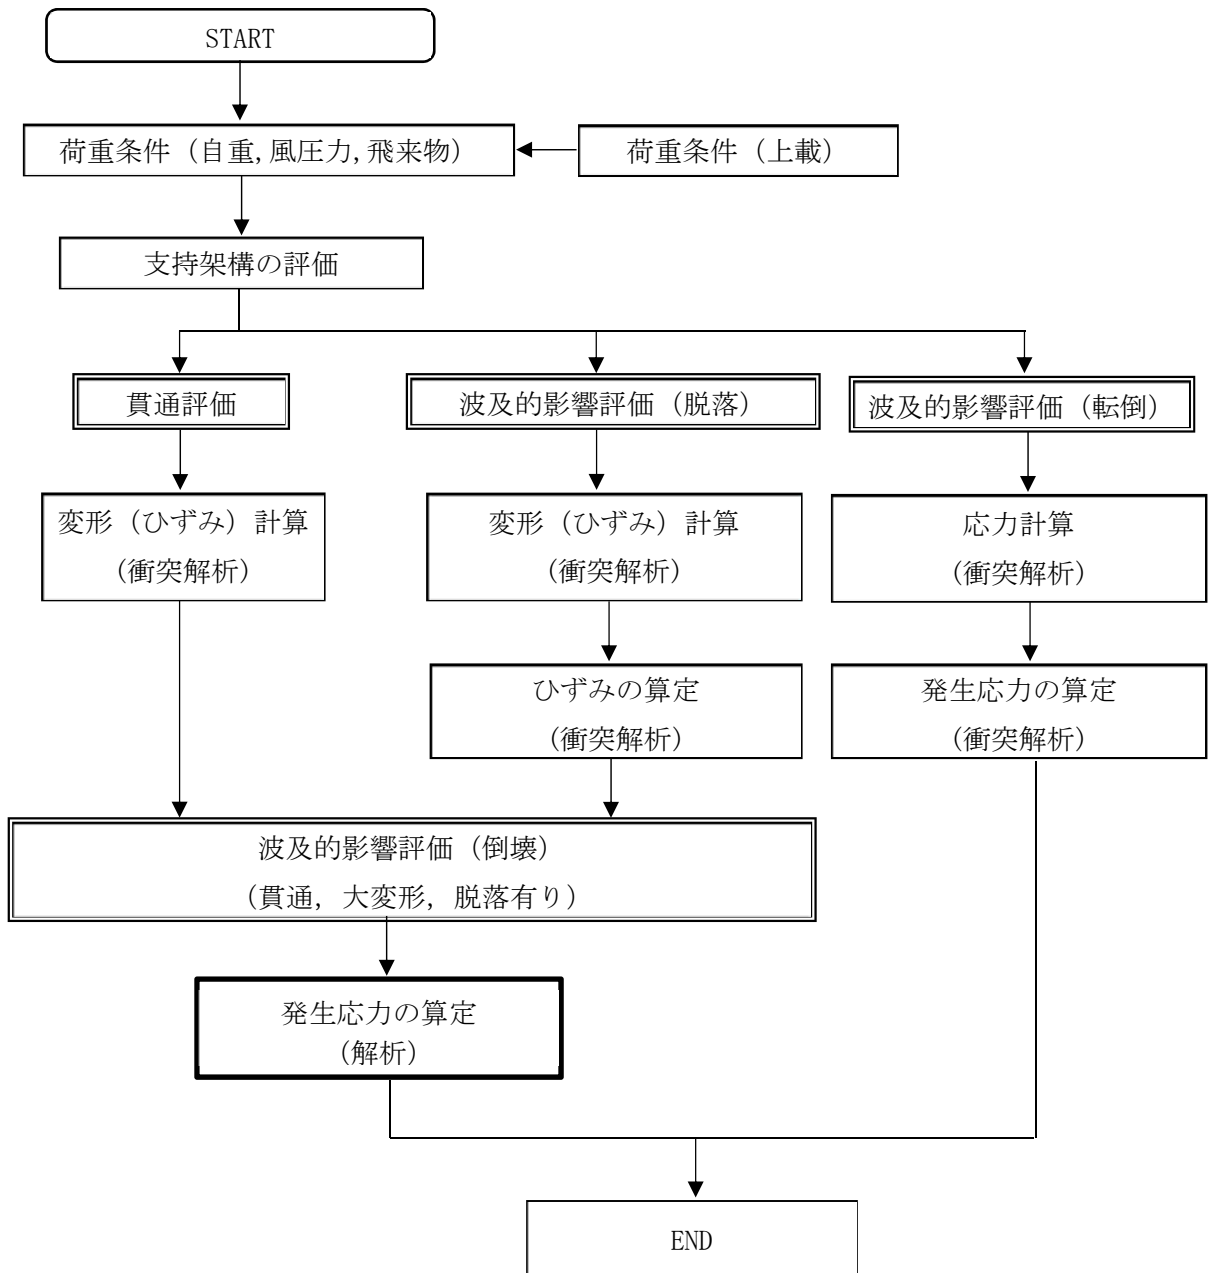 START
荷重条件（自重,風圧力,飛来物）
荷重条件（上載）
支持架構の評価
貫通評価
波及的影響評価（脱落）
波及的影響評価（転倒）
変形（ひずみ）計算
（衝突解析）
変形（ひずみ）計算
（衝突解析）
応力計算
（衝突解析）
ひずみの算定
（衝突解析）
発生応力の算定
（衝突解析）
波及的影響評価（倒壊）
（貫通，大変形，脱落有り）
発生応力の算定
（解析）
END